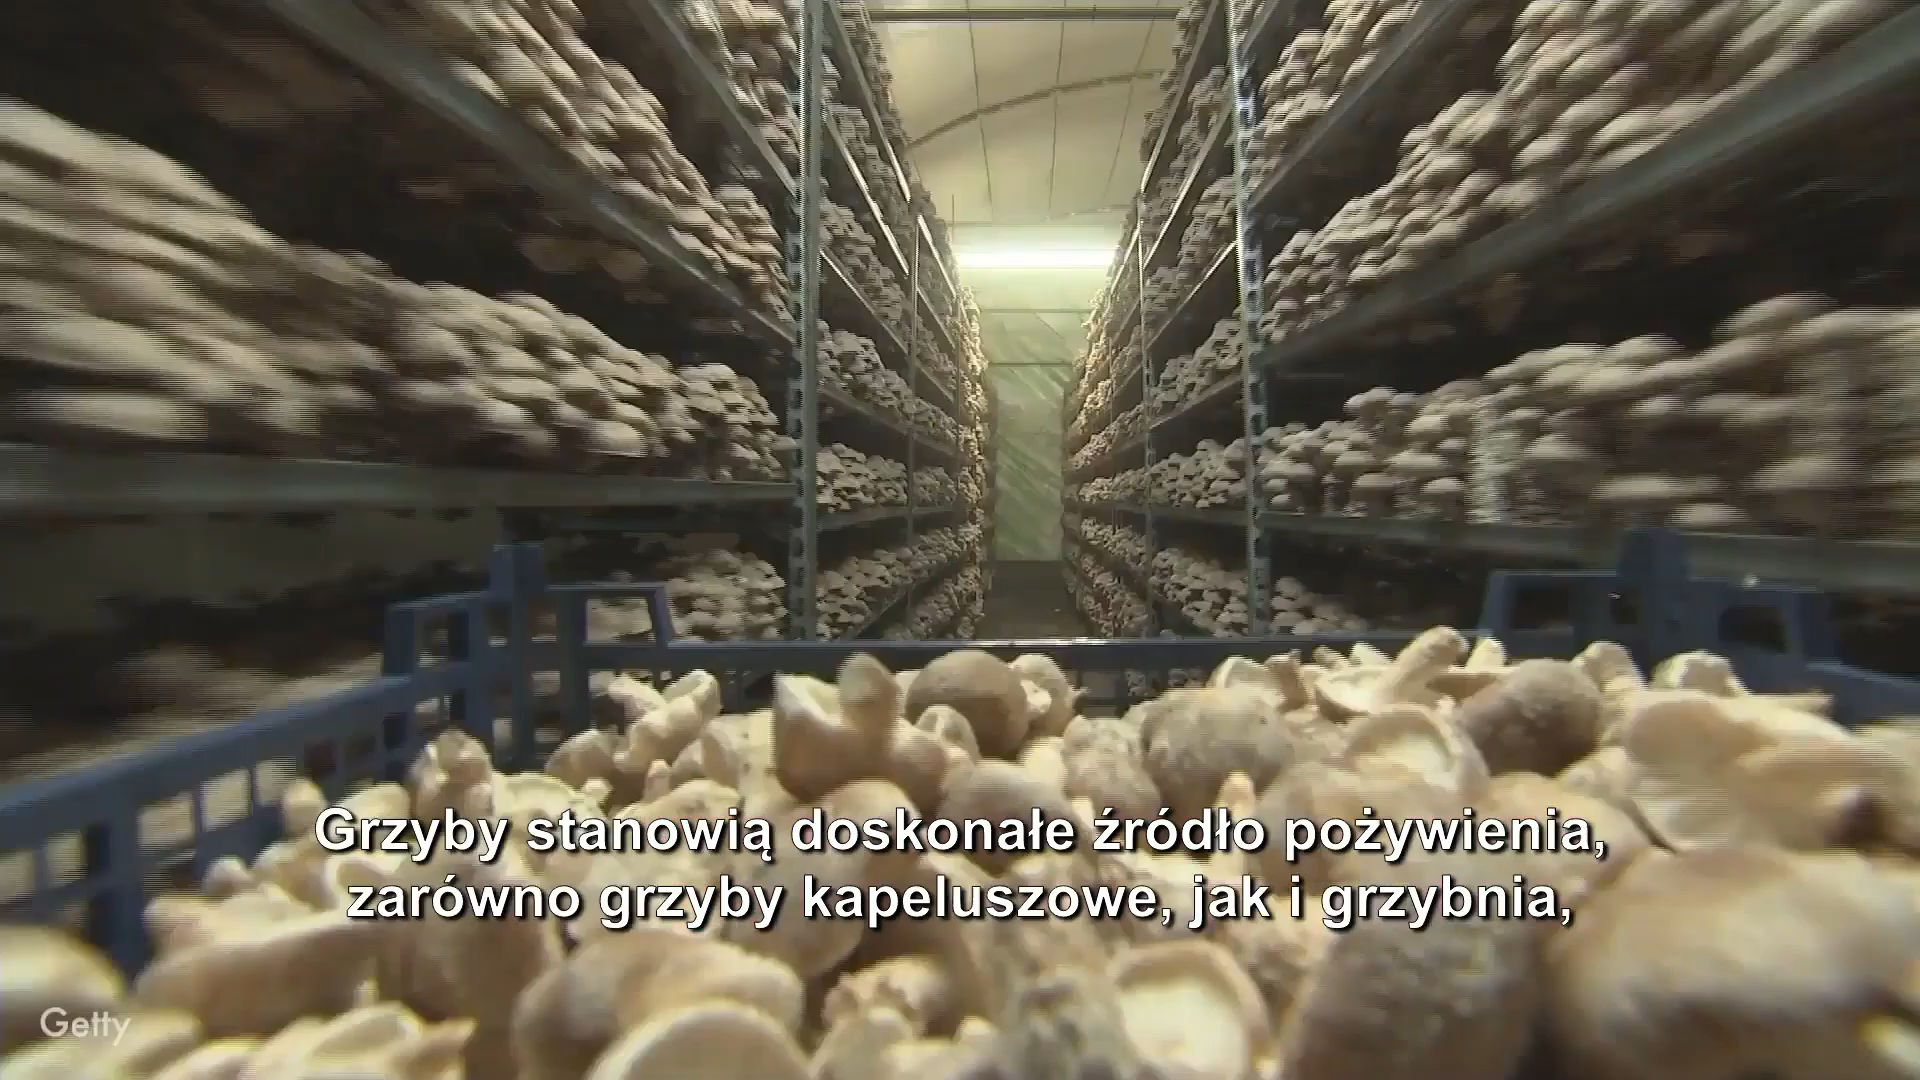 Grzyby stanowią doskonałe źródło pożywienia,
zarówno grzyby kapeluszowe, jak i grzybnia,
Getty